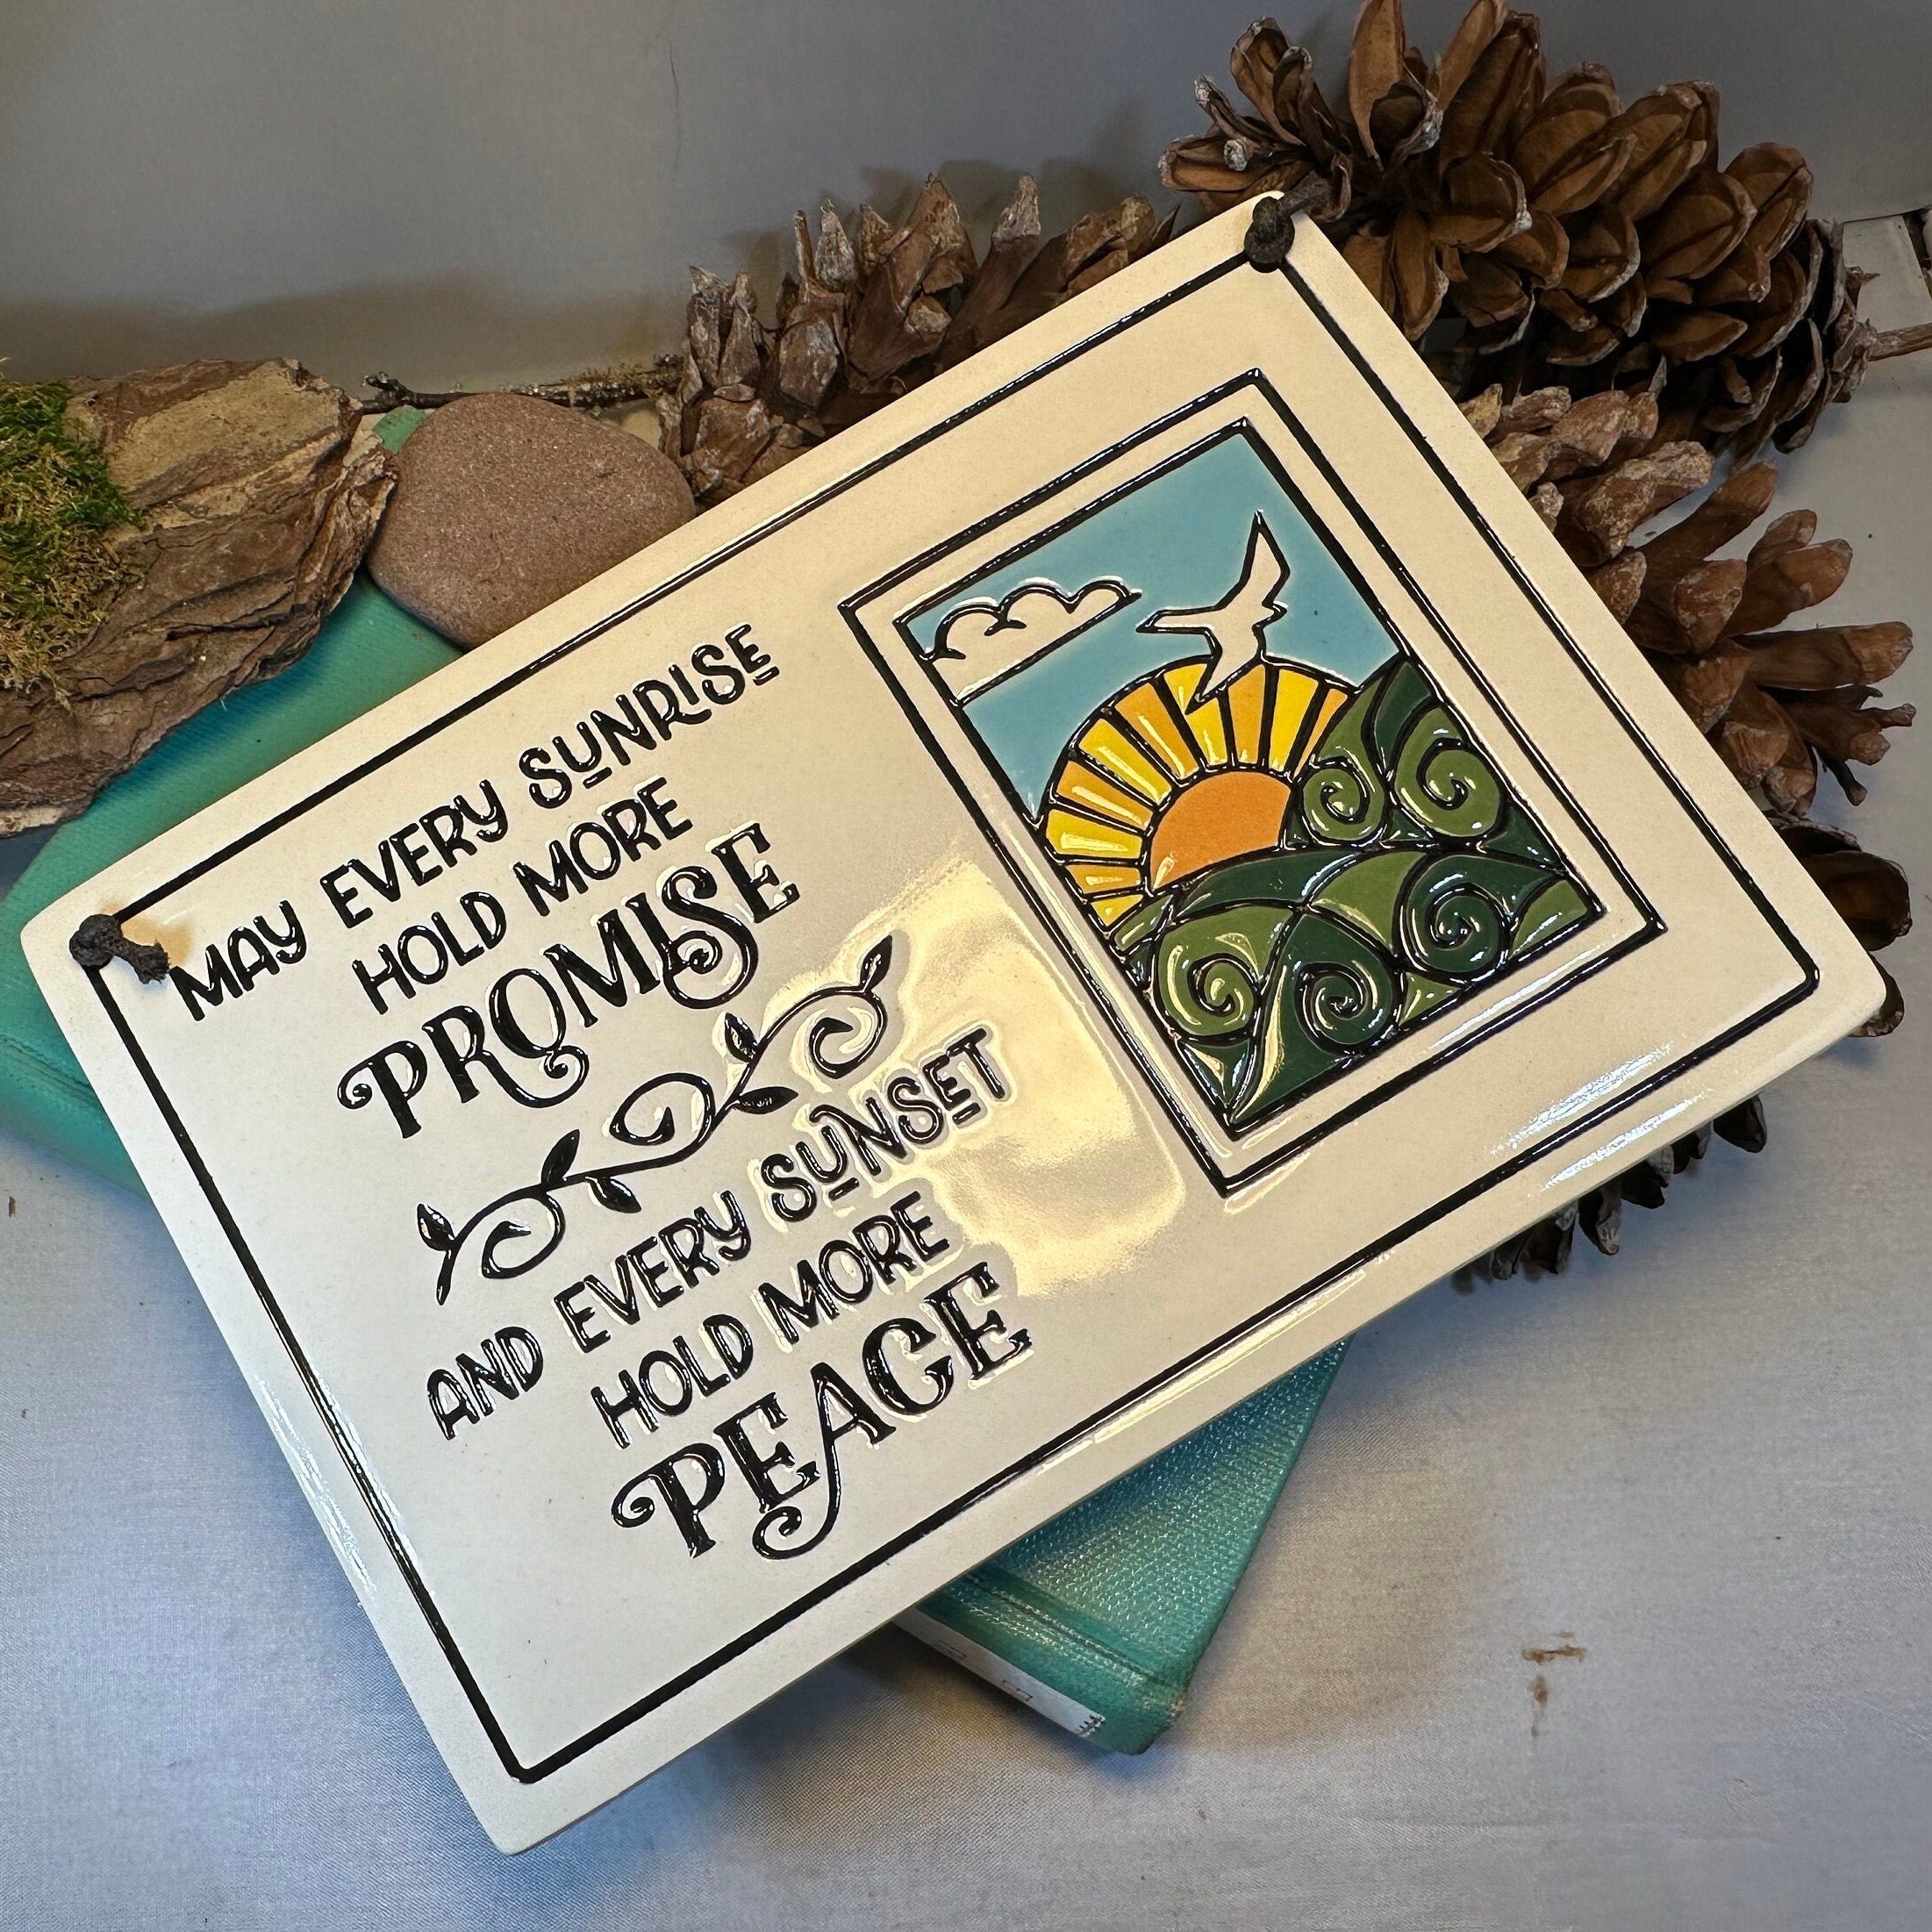 MAY EVERY SUNRISE
HOLD MORE
PROMISE
AND EVERY SUNSET
HOLD MORE
PEACE